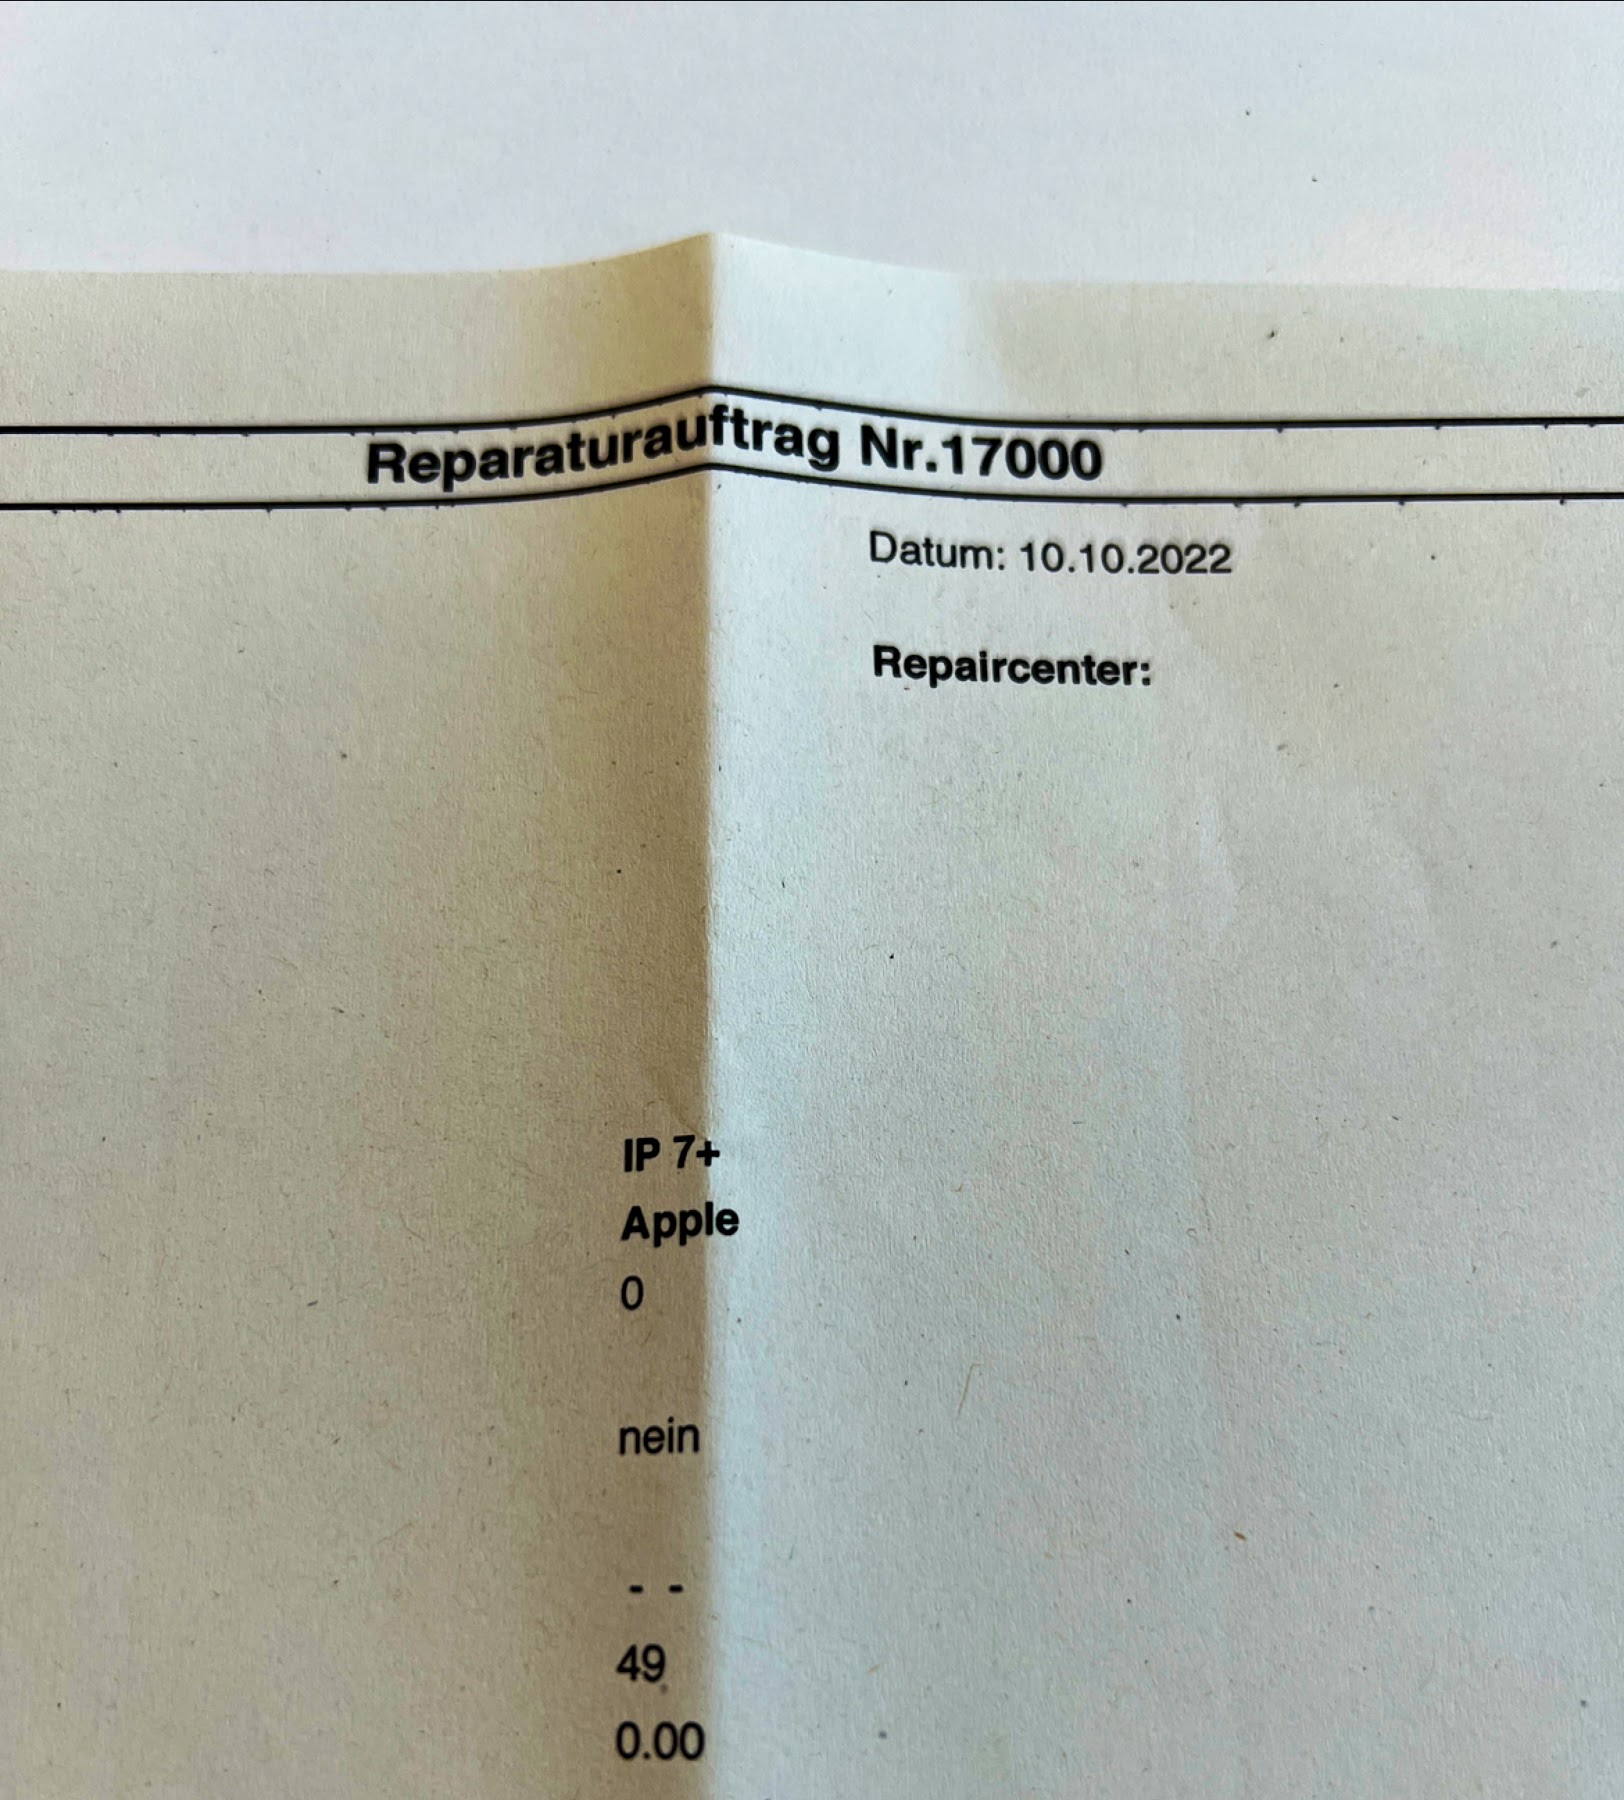 Reparaturauftrag Nr.17000
Datum: 10.10.2022
Repaircenter:
IP 7+
Apple
0
nein
- -
49
0.00